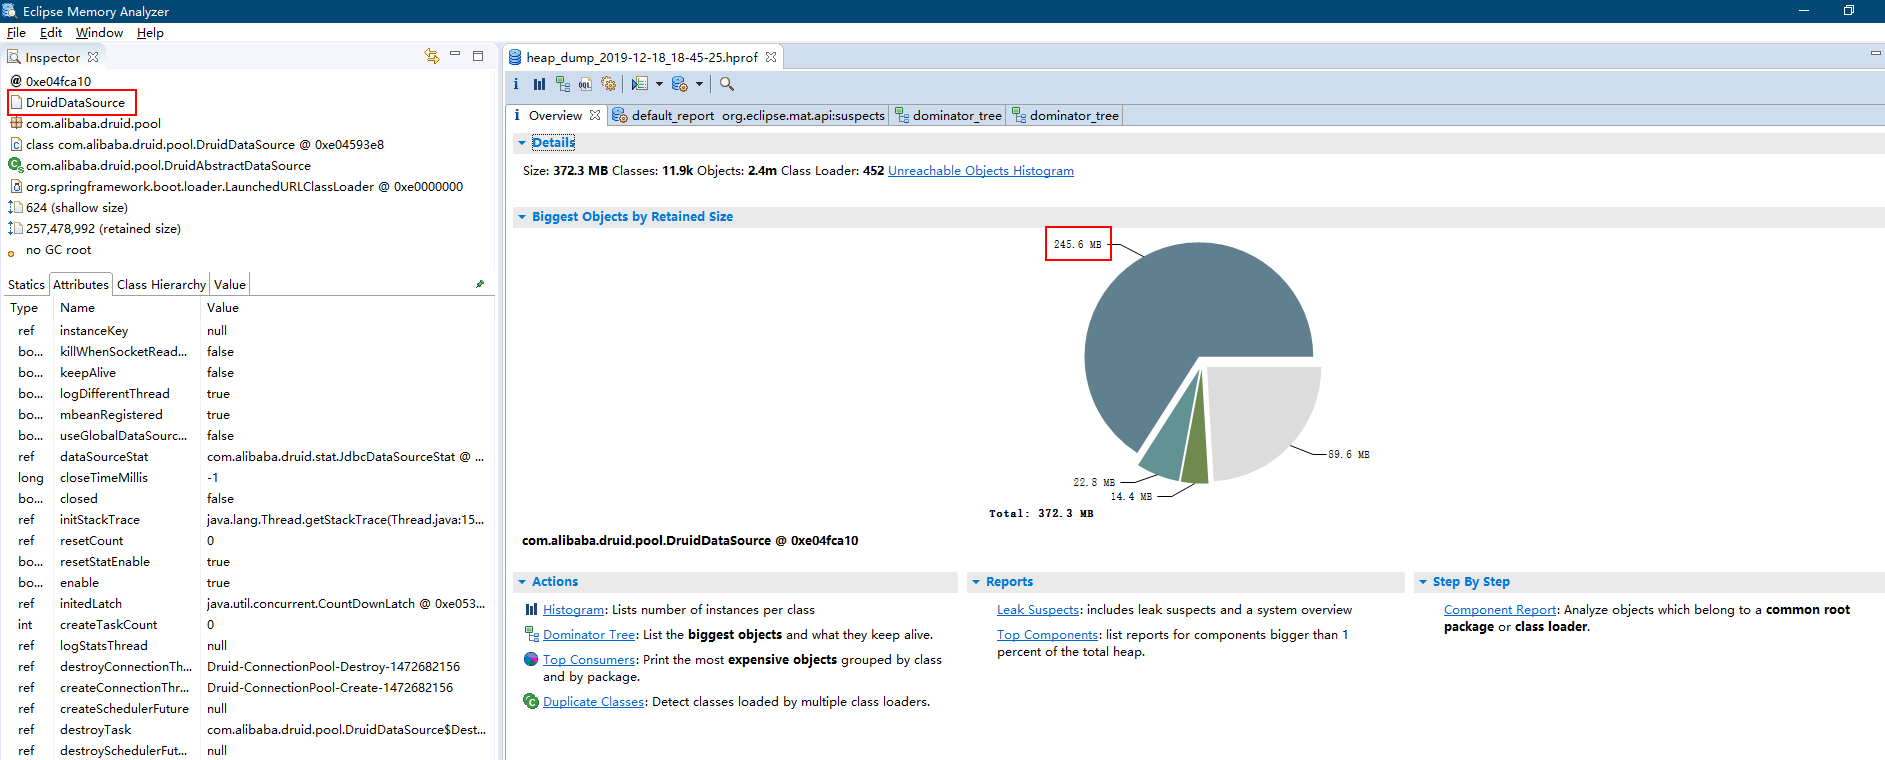 Eclipse Memory Analyzer
File Edit Window Help
Inspector
@ 0xe04fca10
DruidDataSource
com.alibaba.druid.pool
class com.alibaba.druid.pool.DruidDataSource @ 0xe04593e8
com.alibaba.druid.pool.DruidAbstractDataSource
org.springframework.boot.loader.LaunchedURLClassLoader @ 0xe0000000
624 (shallow size)
257,478,992 (retained size)
no GC root
Statics Attributes Class Hierarchy Value
Type Name Value
ref instanceKey null
bo... killWhenSocketRead... false
bo... keepAlive false
bo... logDifferentThread true
bo... mbeanRegistered true
bo... useGlobalDataSourc... false
ref dataSourceStat com.alibaba.druid.stat.JdbcDataSourceStat @ ...
long closeTimeMillis -1
bo... closed false
ref initStackTrace java.lang.Thread.getStackTrace(Thread.java:15...
ref resetCount 0
bo... resetStatEnable true
bo... enable true
ref initedLatch java.util.concurrent.CountDownLatch @ 0xe053...
int createTaskCount 0
ref logStatsThread null
ref destroyConnectionTh... Druid-ConnectionPool-Destroy-1472682156
ref createConnectionThr... Druid-ConnectionPool-Create-1472682156
ref createSchedulerFuture null
ref destroyTask com.alibaba.druid.pool.DruidDataSource$Dest...
ref destroySchedulerFut... null
heap_dump_2019-12-18_18-45-25.hprof
i OQL
i Overview default_report org.eclipse.mat.api:suspects dominator_tree dominator_tree
Details
Size: 372.3 MB Classes: 11.9k Objects: 2.4m Class Loader: 452 Unreachable Objects Histogram
Biggest Objects by Retained Size
245.6 MB
89.6 MB
22.8 MB
14.4 MB
Total: 372.3 MB
com.alibaba.druid.pool.DruidDataSource @ 0xe04fca10
Actions
Histogram: Lists number of instances per class
Dominator Tree: List the biggest objects and what they keep alive.
Top Consumers: Print the most expensive objects grouped by class
and by package.
Duplicate Classes: Detect classes loaded by multiple class loaders.
Reports
Leak Suspects: includes leak suspects and a system overview
Top Components: list reports for components bigger than 1
percent of the total heap.
Step By Step
Component Report: Analyze objects which belong to a common root
package or class loader.